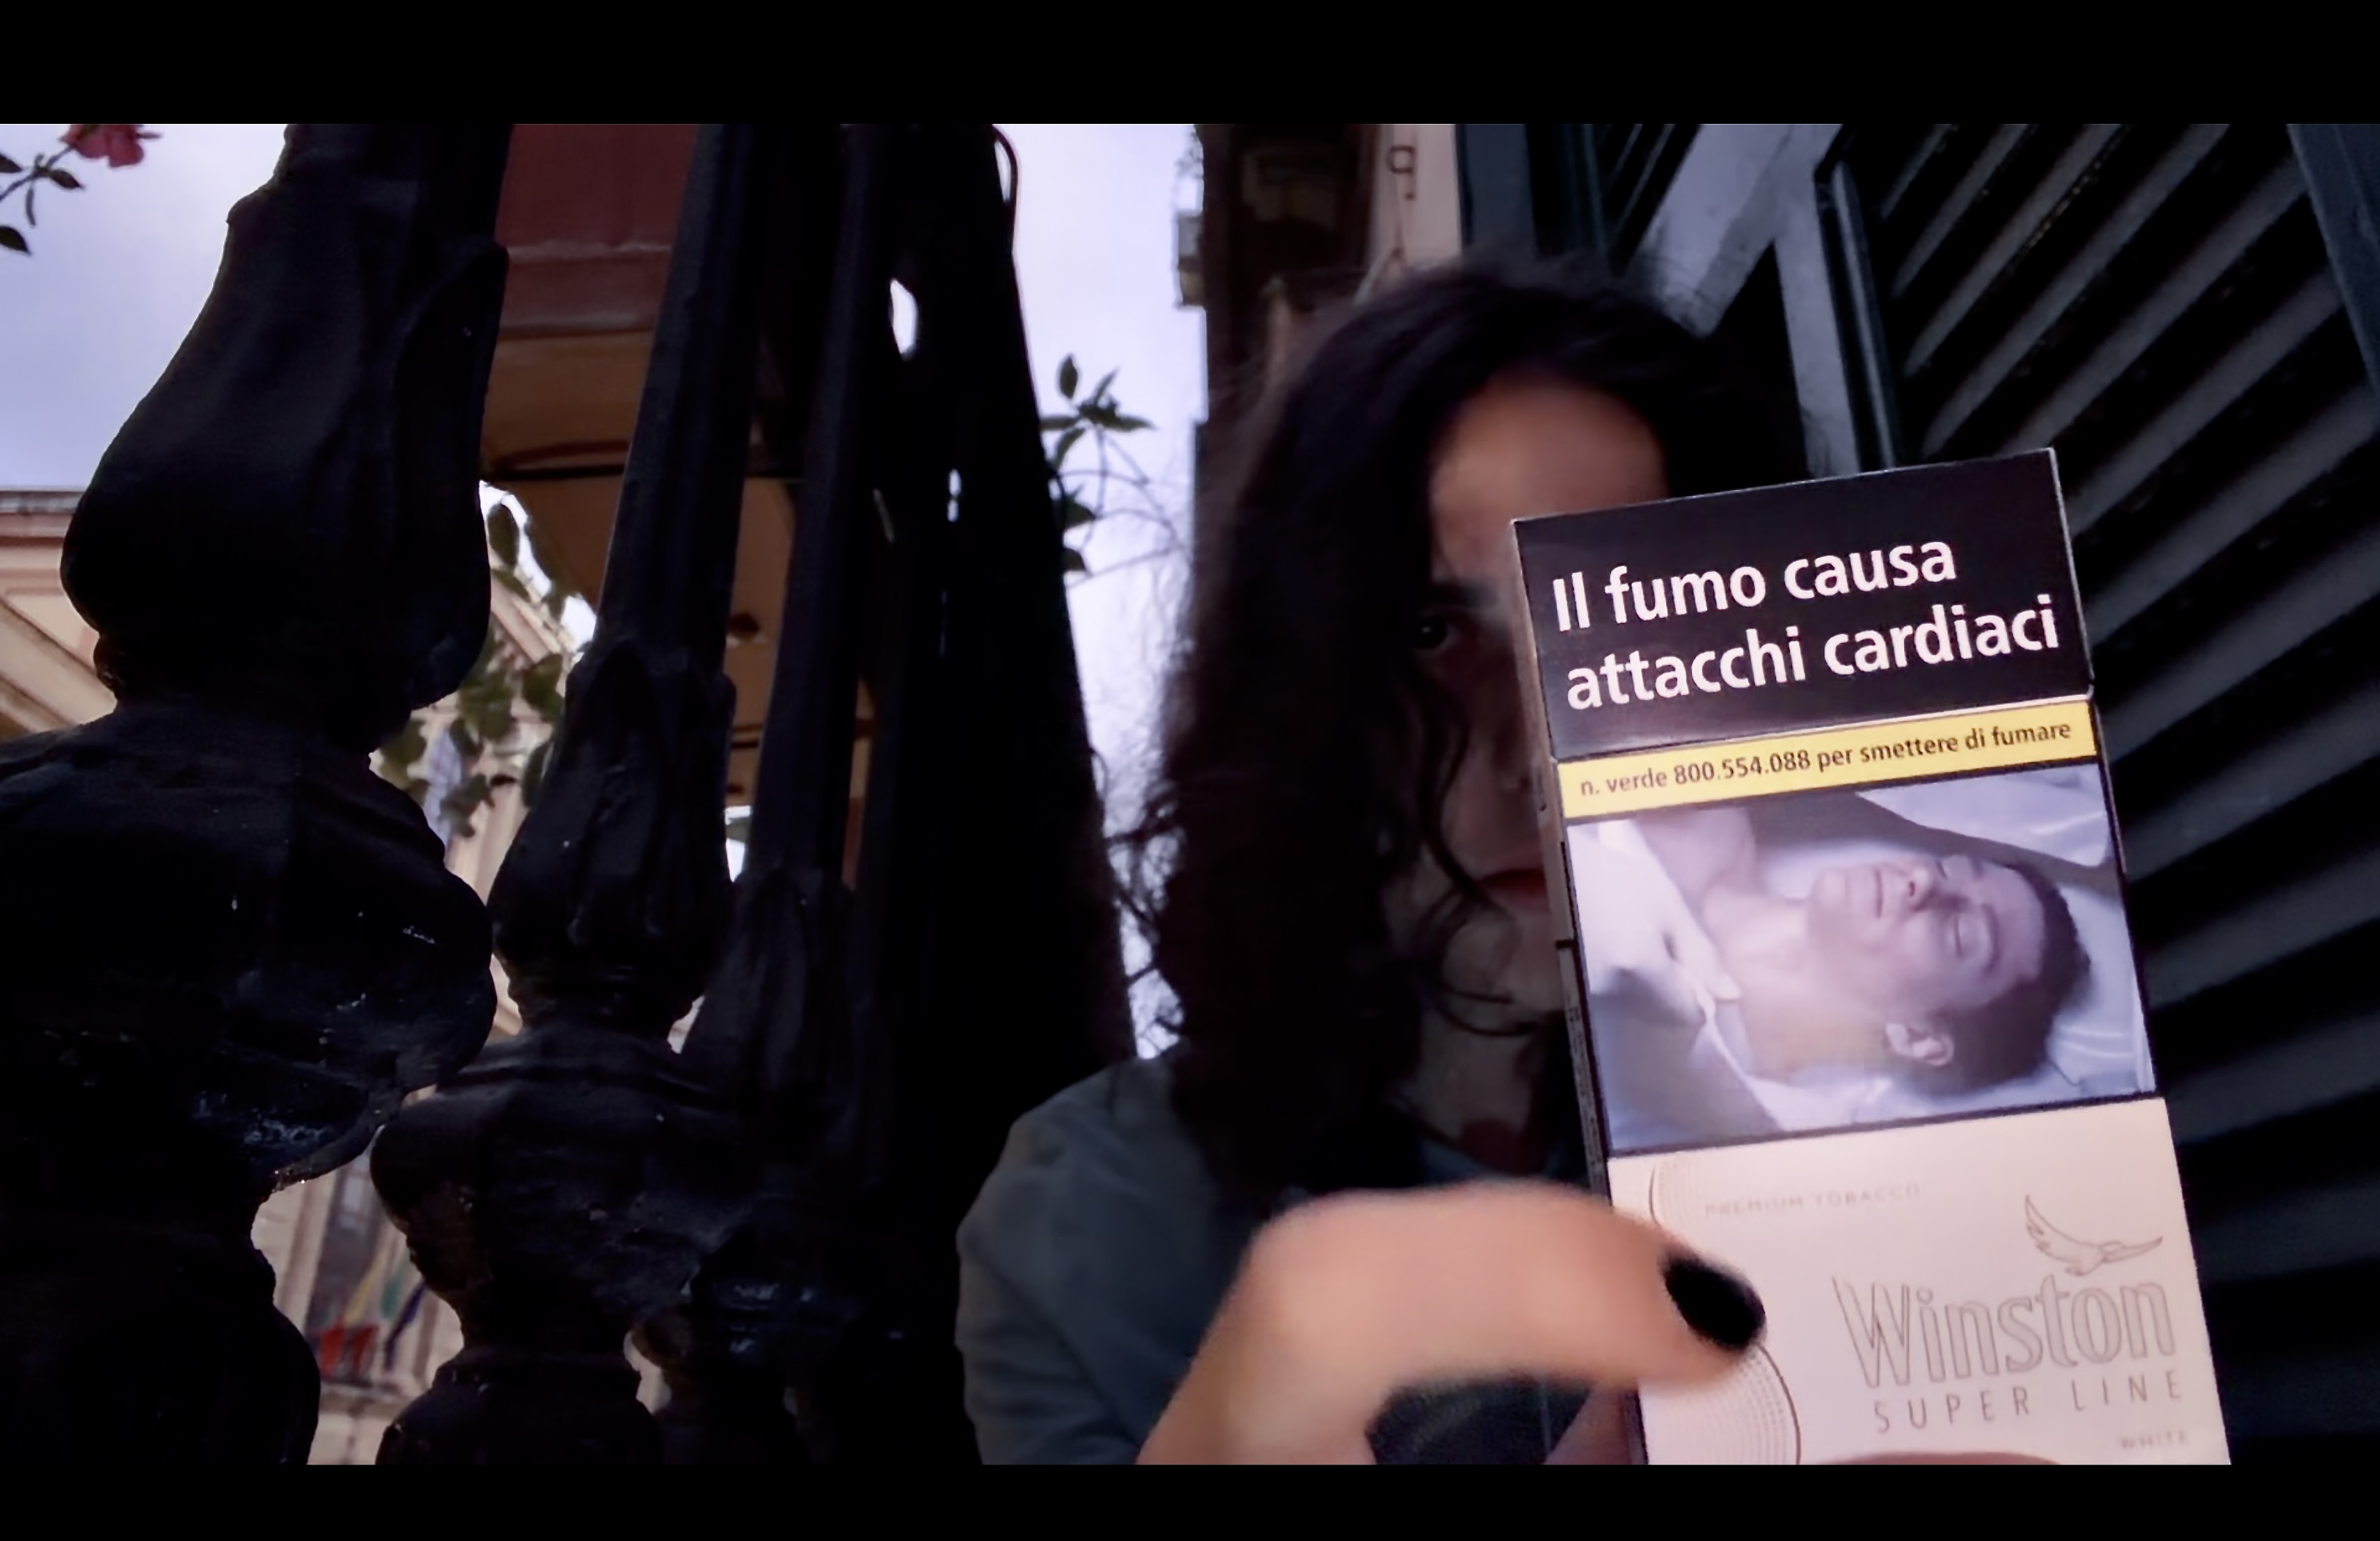 Il fumo causa
attacchi cardiaci
n. verde 800.554.088 per smettere di fumare
PREMIUM TOBACCO
Winston
SUPER LINE
WHITE